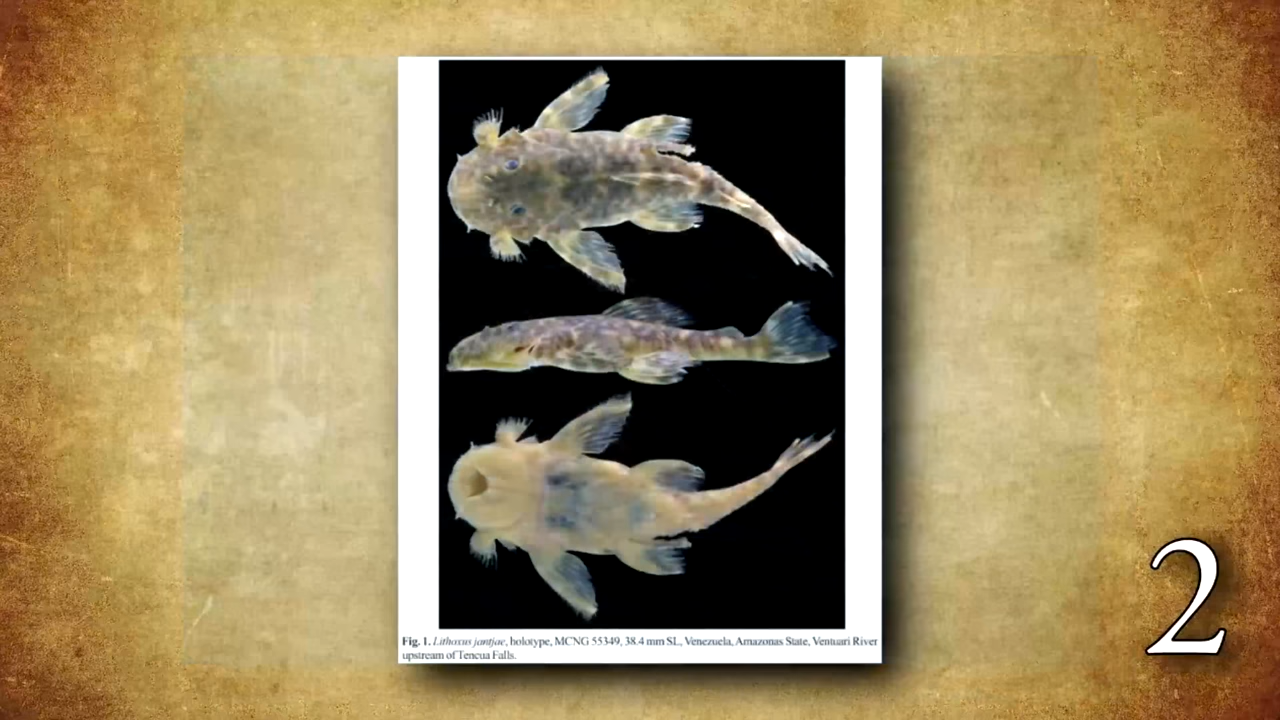 Fig. 1. Lithoxus jantjae, holotype, MCNG 55349, 38.4 mm SL, Venezuela, Amazonas State, Ventuari River
upstream of Tencua Falls.
2